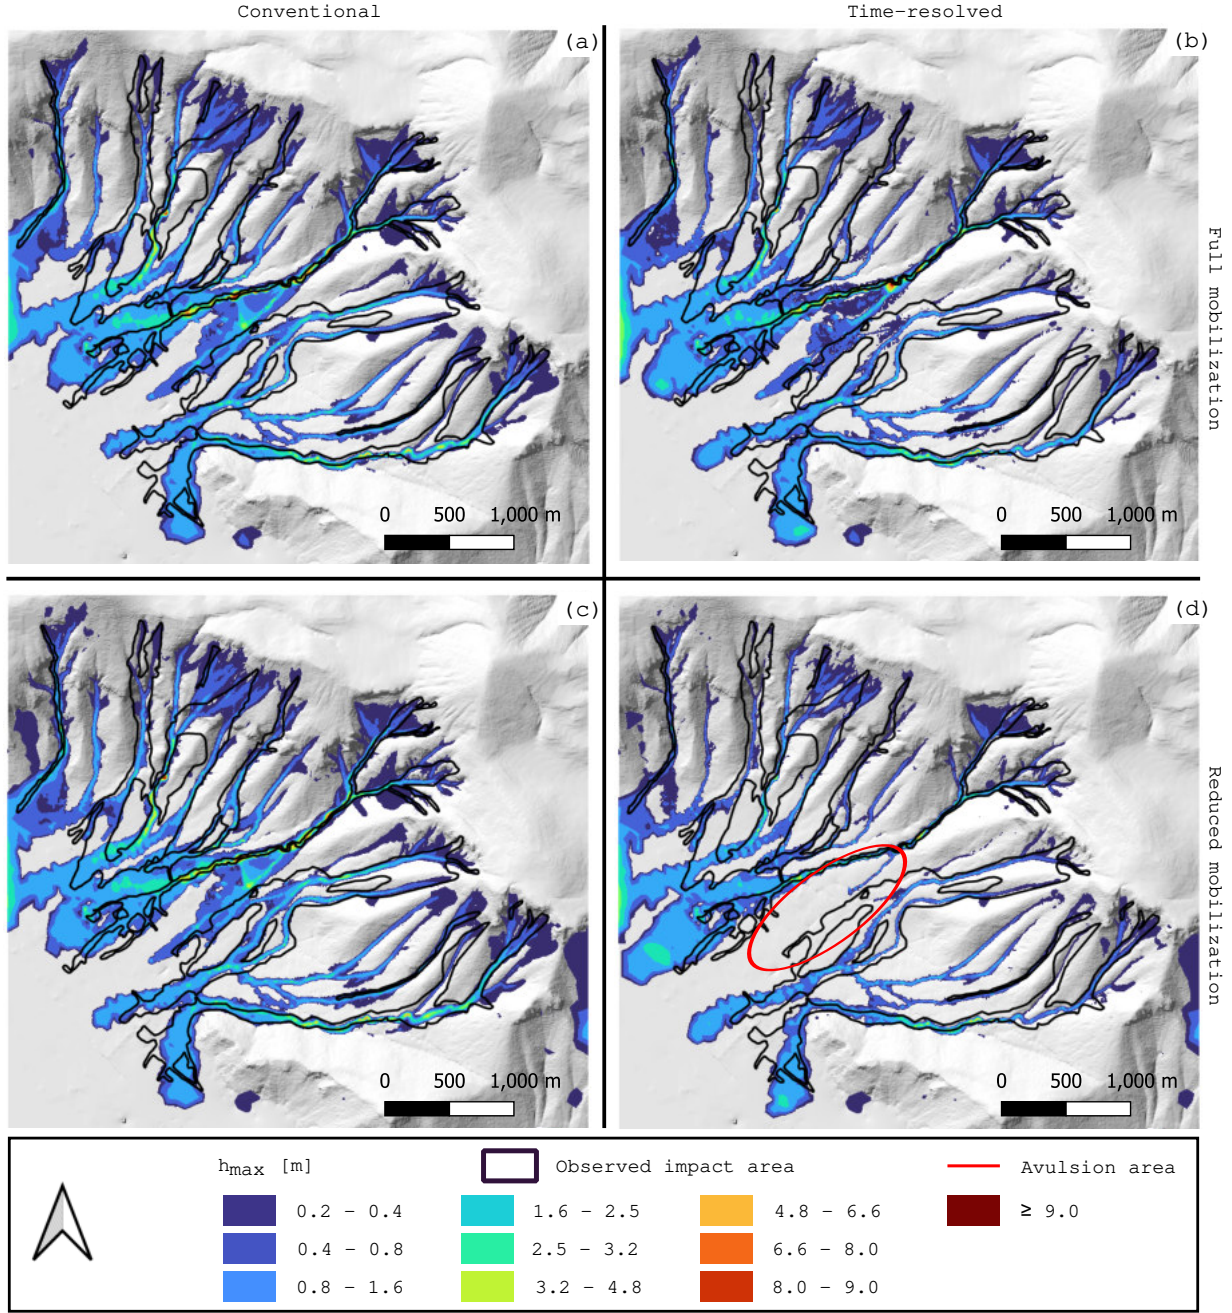 Conventional
Time-resolved
(a)
(b)
0 500 1,000 m
0 500 1,000 m
Full mobilization
(c)
(d)
0 500 1,000 m
0 500 1,000 m
Reduced mobilization
hmax [m]
Observed impact area
Avulsion area
0.2 - 0.4
1.6 - 2.5
4.8 - 6.6
≥ 9.0
0.4 - 0.8
2.5 - 3.2
6.6 - 8.0
0.8 - 1.6
3.2 - 4.8
8.0 - 9.0